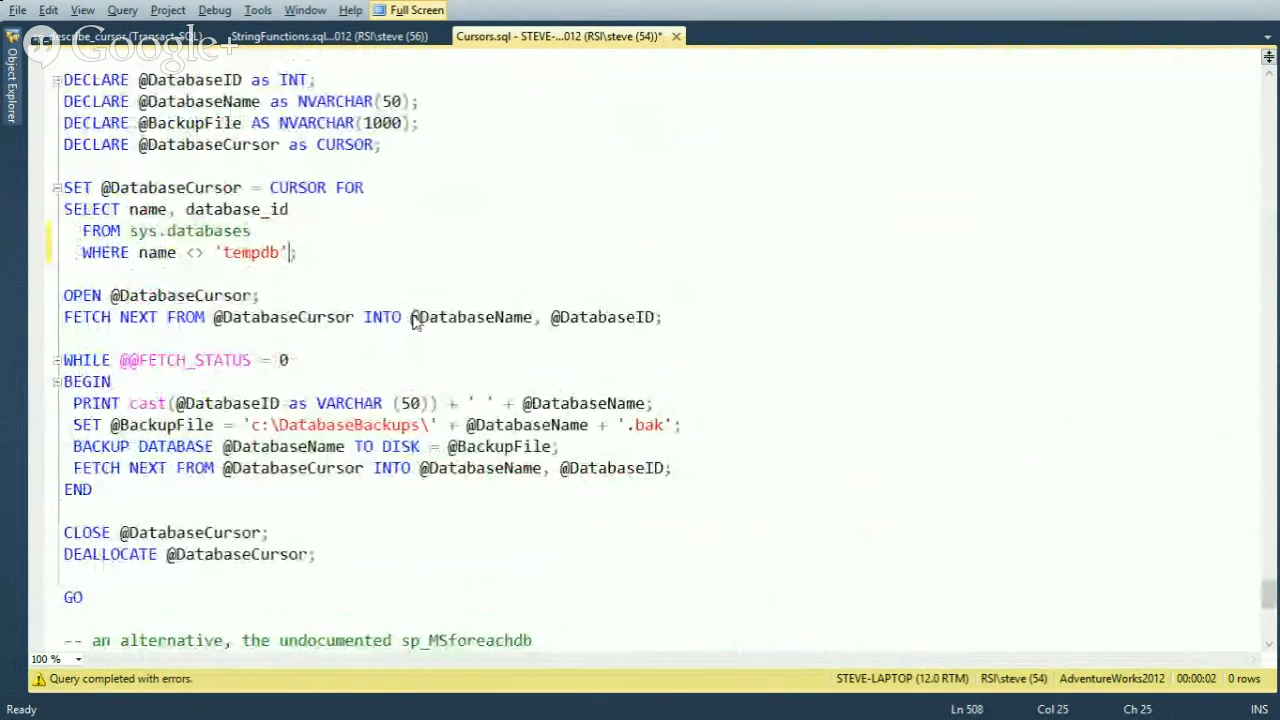 File Edit View Query Project Debug Tools Window Help Full Screen
Google+
sp_describe_cursor (Transact-SQL) StringFunctions.sql...012 (RSI\steve (56)) Cursors.sql - STEVE-...012 (RSI\steve (54))* ×
Object Explorer
DECLARE @DatabaseID as INT;
DECLARE @DatabaseName as NVARCHAR(50);
DECLARE @BackupFile AS NVARCHAR(1000);
DECLARE @DatabaseCursor as CURSOR;
SET @DatabaseCursor = CURSOR FOR
SELECT name, database_id
FROM sys.databases
WHERE name <> 'tempdb';
OPEN @DatabaseCursor;
FETCH NEXT FROM @DatabaseCursor INTO @DatabaseName, @DatabaseID;
WHILE @@FETCH_STATUS = 0
BEGIN
PRINT cast(@DatabaseID as VARCHAR (50)) + ' ' + @DatabaseName;
SET @BackupFile = 'c:\DatabaseBackups\' + @DatabaseName + '.bak';
BACKUP DATABASE @DatabaseName TO DISK = @BackupFile;
FETCH NEXT FROM @DatabaseCursor INTO @DatabaseName, @DatabaseID;
END
CLOSE @DatabaseCursor;
DEALLOCATE @DatabaseCursor;
GO
-- an alternative, the undocumented sp_MSforeachdb
100 %
Query completed with errors. STEVE-LAPTOP (12.0 RTM) RSI\steve (54) AdventureWorks2012 00:00:02 0 rows
Ready Ln 508 Col 25 Ch 25 INS